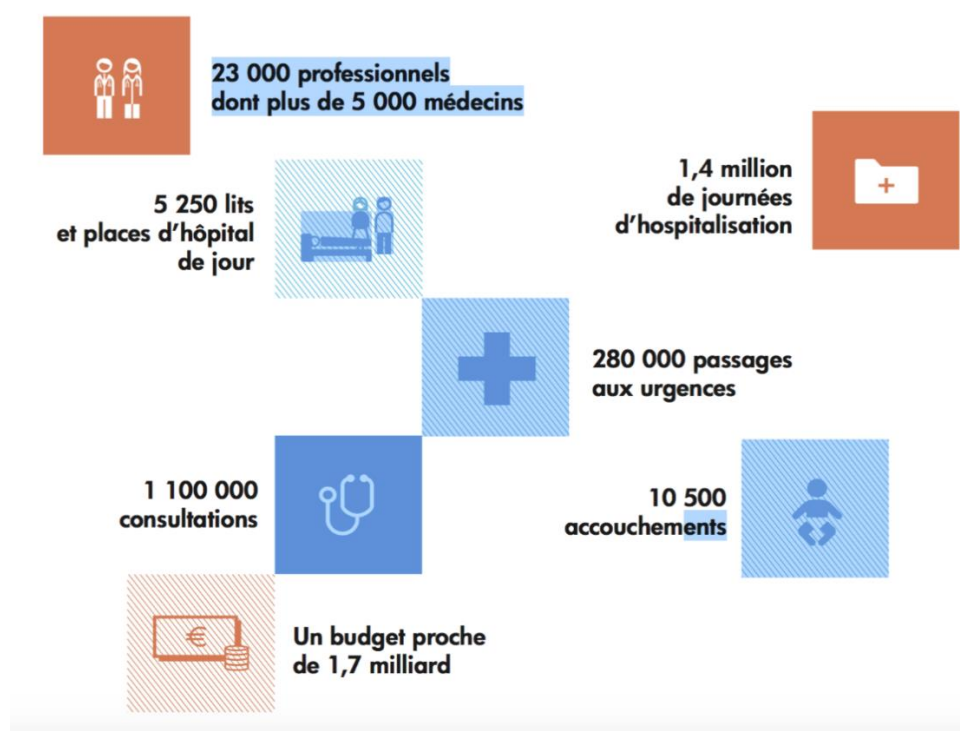 23 000 professionnels
dont plus de 5 000 médecins
1,4 million
de journées
d’hospitalisation
5 250 lits
et places d’hôpital
de jour
280 000 passages
aux urgences
1 100 000
consultations
10 500
accouchements
€
Un budget proche
de 1,7 milliard